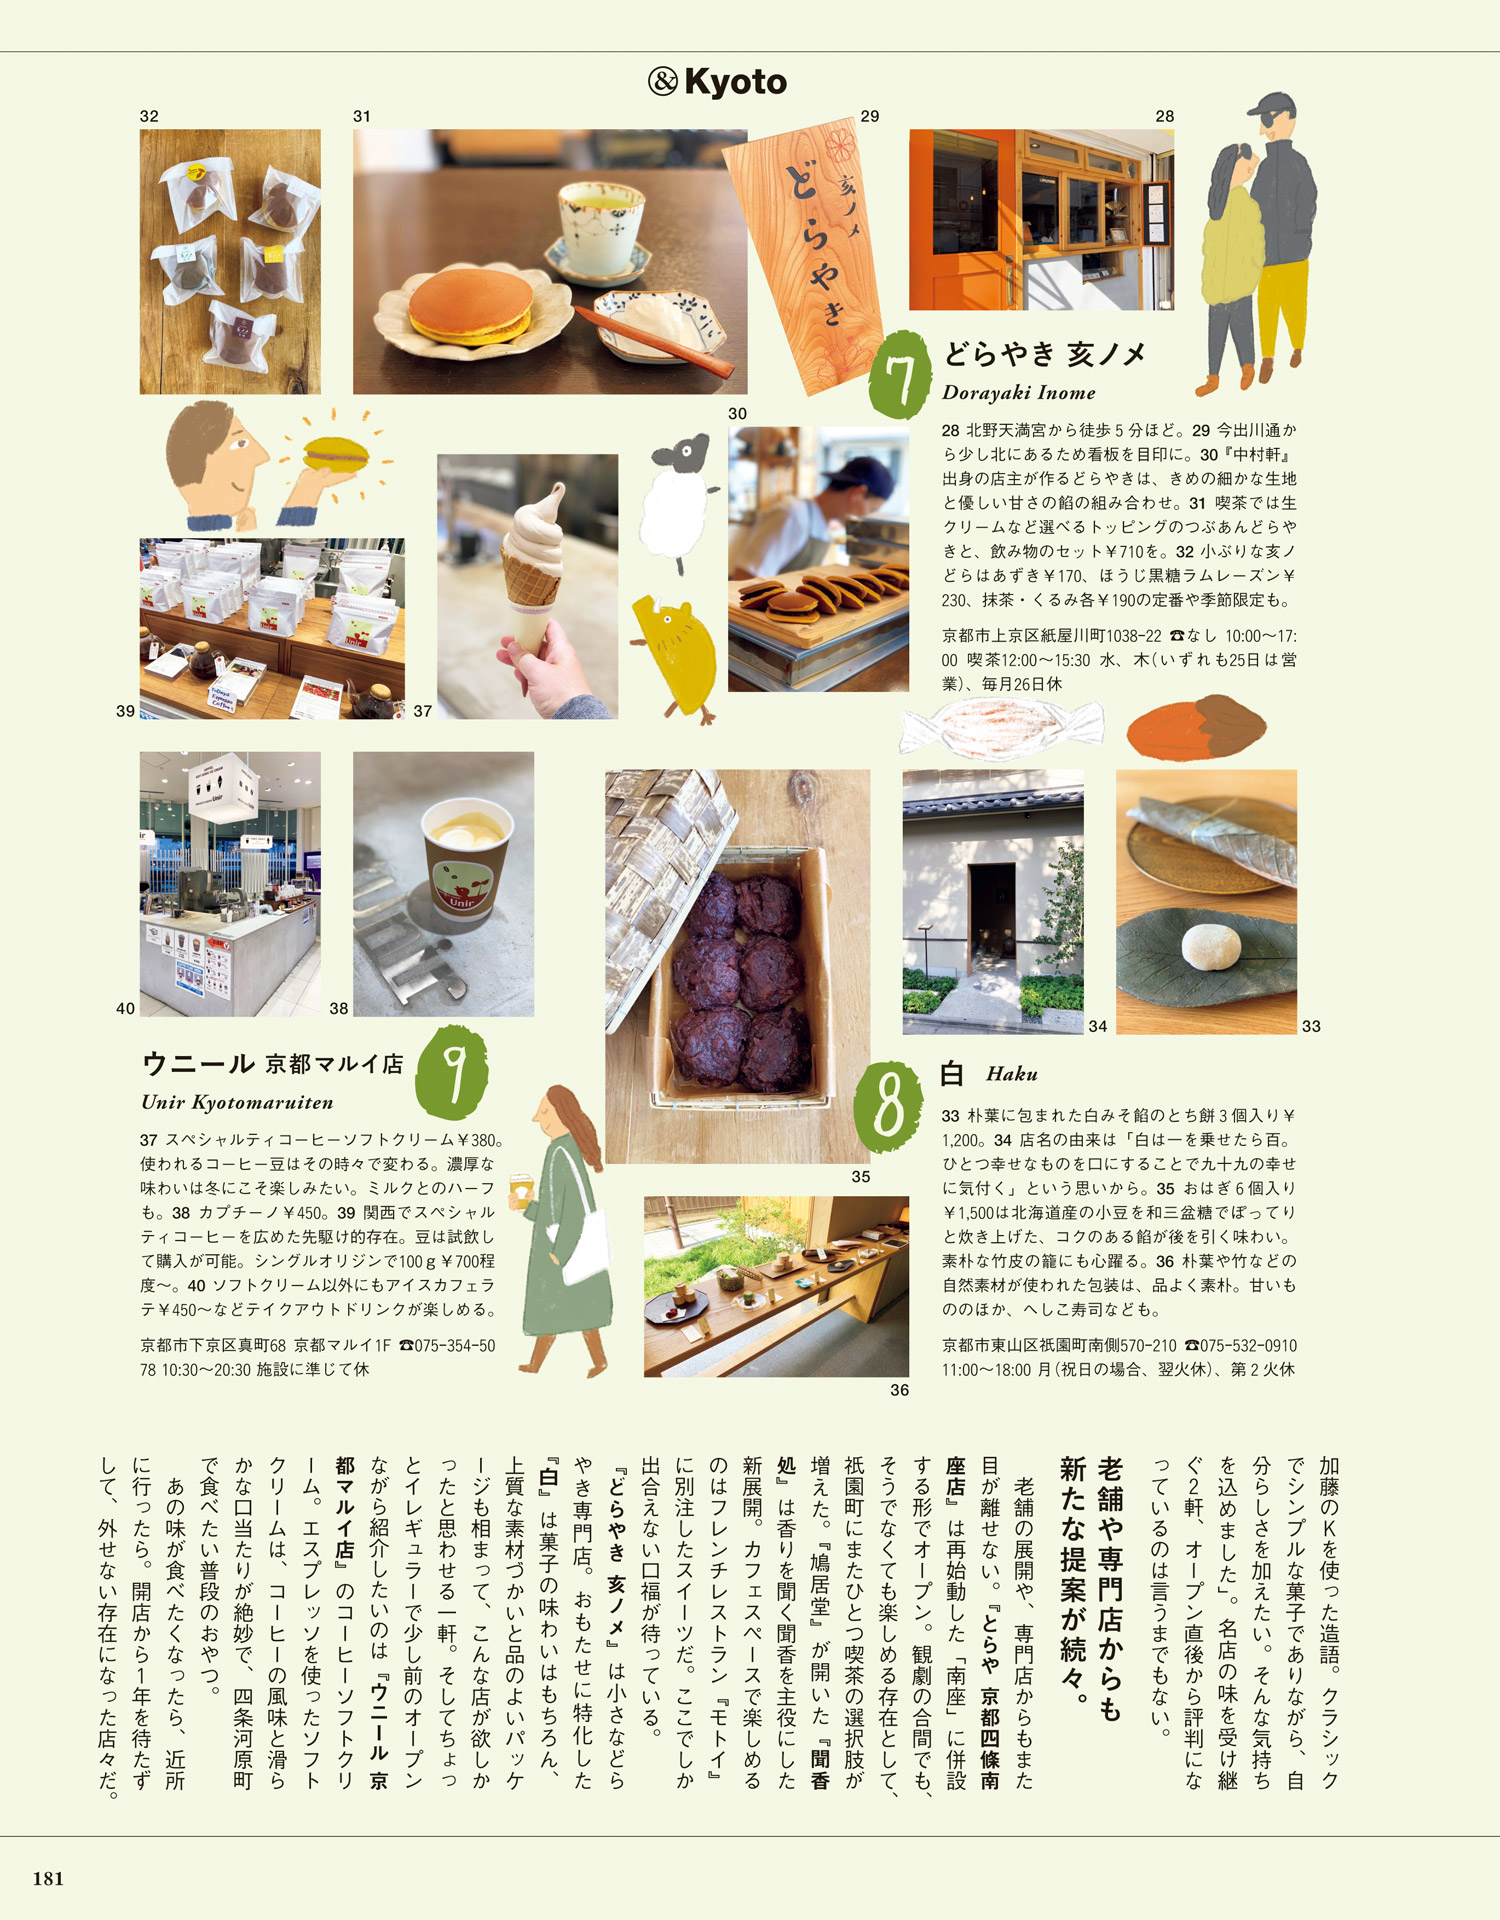 &Kyoto
32
31
29
28
亥ノメ
どらやき
7
どらやき 亥ノメ
Dorayaki Inome
28 北野天満宮から徒歩5分ほど。29 今出川通か
ら少し北にあるため看板を目印に。30『中村軒』
出身の店主が作るどらやきは、きめの細かな生地
と優しい甘さの餡の組み合わせ。31 喫茶では生
クリームなど選べるトッピングのつぶあんどらや
きと、飲み物のセット¥710を。32 小ぶりな亥ノ
どらはあずき¥170、ほうじ黒糖ラムレーズン¥
230、抹茶・くるみ各¥190の定番や季節限定も。
京都市上京区紙屋川町1038-22 ☎なし 10:00〜17:
00 喫茶12:00〜15:30 水、木(いずれも25日は営
業)、毎月26日休
30
39
37
40
38
Unir
Unir
Unir
34
33
35
36
8
白 Haku
33 朴葉に包まれた白みそ餡のとち餅3個入り¥
1,200。34 店名の由来は「白は一を乗せたら百。
ひとつ幸せなものを口にすることで九十九の幸せ
に気付く」という思いから。35 おはぎ6個入り
¥1,500は北海道産の小豆を和三盆糖でぽってり
と炊き上げた、コクのある餡が後を引く味わい。
素朴な竹皮の籠にも心躍る。36 朴葉や竹などの
自然素材が使われた包装は、品よく素朴。甘いも
ののほか、へしこ寿司なども。
京都市東山区祇園町南側570-210 ☎075-532-0910
11:00〜18:00 月(祝日の場合、翌火休)、第2火休
9
ウニール 京都マルイ店
Unir Kyotomaruiten
37 スペシャルティコーヒーソフトクリーム¥380。
使われるコーヒー豆はその時々で変わる。濃厚な
味わいは冬にこそ楽しみたい。ミルクとのハーフ
も。38 カプチーノ¥450。39 関西でスペシャル
ティコーヒーを広めた先駆け的存在。豆は試飲し
て購入が可能。シングルオリジンで100g¥700程
度〜。40 ソフトクリーム以外にもアイスカフェラ
テ¥450〜などテイクアウトドリンクが楽しめる。
京都市下京区真町68 京都マルイ1F ☎075-354-50
78 10:30〜20:30 施設に準じて休
加藤のKを使った造語。クラシック
でシンプルな菓子でありながら、自
分らしさを加えたい。そんな気持ち
を込めました」。名店の味を受け継
ぐ2軒、オープン直後から評判にな
っているのは言うまでもない。
老舗や専門店からも
新たな提案が続々。
老舗の展開や、専門店からもまた
目が離せない。『とらや 京都四條南
座店』は再始動した「南座」に併設
する形でオープン。観劇の合間でも、
そうでなくても楽しめる存在として、
祇園町にまたひとつ喫茶の選択肢が
増えた。『鳩居堂』が開いた『聞香
処』は香りを聞く聞香を主役にした
新展開。カフェスペースで楽しめる
のはフレンチレストラン『モトイ』
に別注したスイーツだ。ここでしか
出合えない口福が待っている。
『どらやき 亥ノメ』は小さなどら
やき専門店。おもたせに特化した
『白』は菓子の味わいはもちろん、
上質な素材づかいと品のよいパッケ
ージも相まって、こんな店が欲しか
ったと思わせる一軒。そしてちょっ
とイレギュラーで少し前のオープン
ながら紹介したいのは『ウニール 京
都マルイ店』のコーヒーソフトクリ
ーム。エスプレッソを使ったソフト
クリームは、コーヒーの風味と滑ら
かな口当たりが絶妙で、四条河原町
で食べたい普段のおやつ。
あの味が食べたくなったら、近所
に行ったら。開店から1年を待たず
して、外せない存在になった店々だ。
181